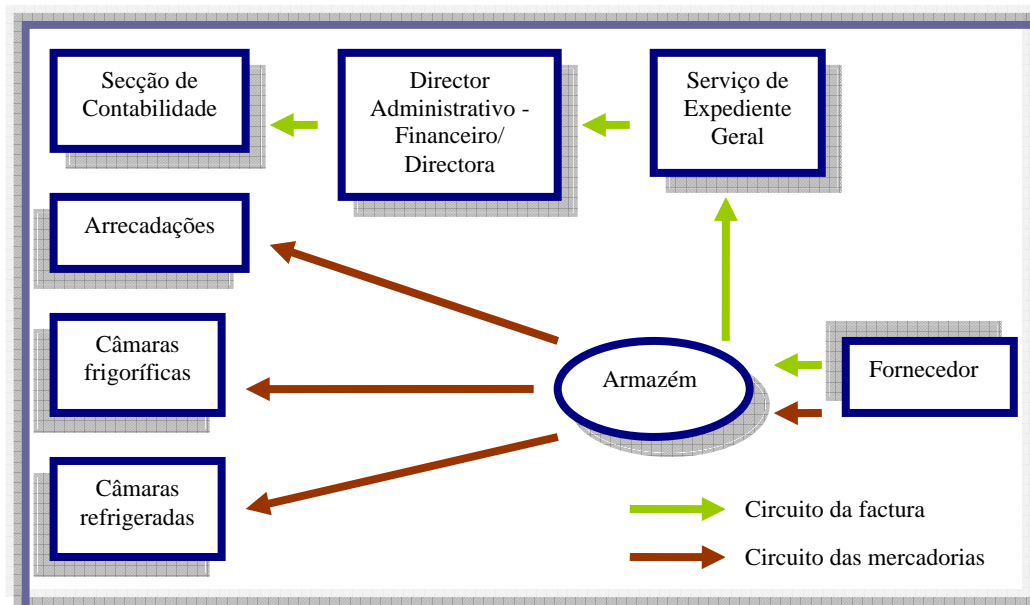 Secção de
Contabilidade
Director
Administrativo -
Financeiro/
Directora
Serviço de
Expediente
Geral
Arrecadações
Câmaras
frigoríficas
Armazém
Fornecedor
Câmaras
refrigeradas
Circuito da factura
Circuito das mercadorias